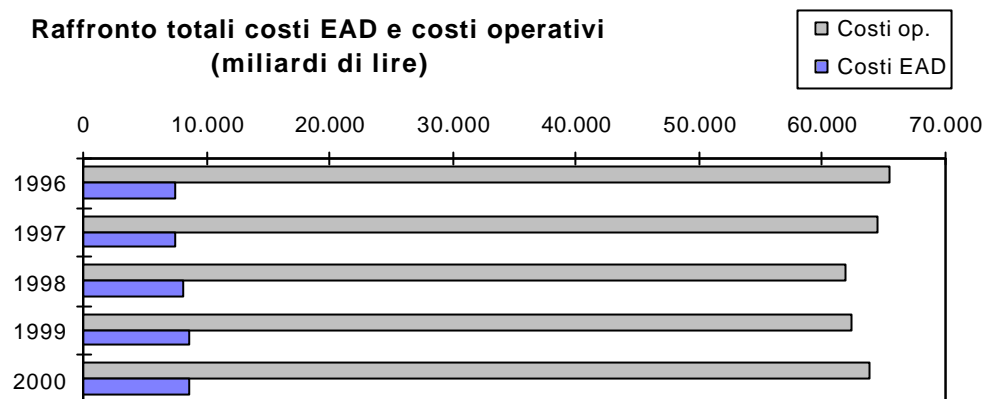 Raffronto totali costi EAD e costi operativi
(miliardi di lire)
Costi op.
Costi EAD
0 10.000 20.000 30.000 40.000 50.000 60.000 70.000
1996
1997
1998
1999
2000